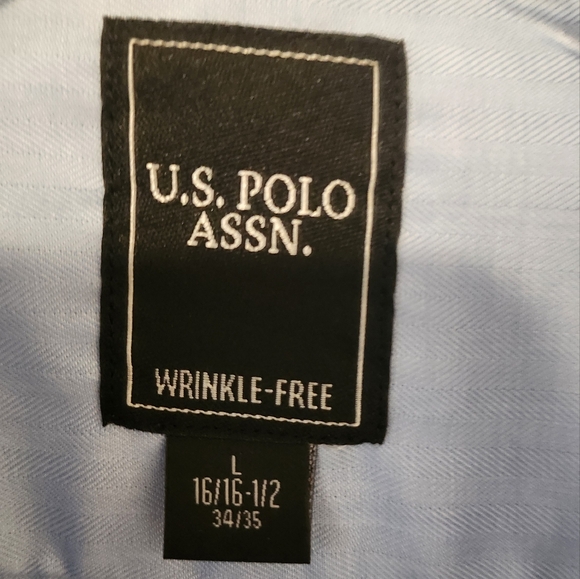 U.S. POLO
ASSN.
WRINKLE-FREE
L
16/16-1/2
34/35